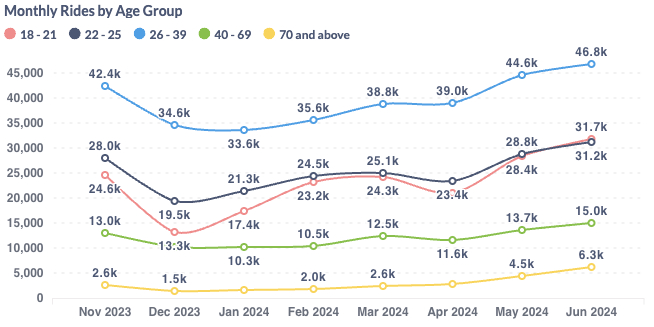 Monthly Rides by Age Group
18 - 21 22 - 25 26 - 39 40 - 69 70 and above
45,000
40,000
35,000
30,000
25,000
20,000
15,000
10,000
5,000
0
42.4k 34.6k 33.6k 35.6k 38.8k 39.0k 44.6k 46.8k
28.0k 19.5k 21.3k 24.5k 25.1k 23.4k 28.8k 31.2k
24.6k 13.3k 17.4k 23.2k 24.3k 28.4k 31.7k
13.0k 10.3k 10.5k 12.5k 11.6k 13.7k 15.0k
2.6k 1.5k 2.0k 2.6k 4.5k 6.3k
Nov 2023 Dec 2023 Jan 2024 Feb 2024 Mar 2024 Apr 2024 May 2024 Jun 2024